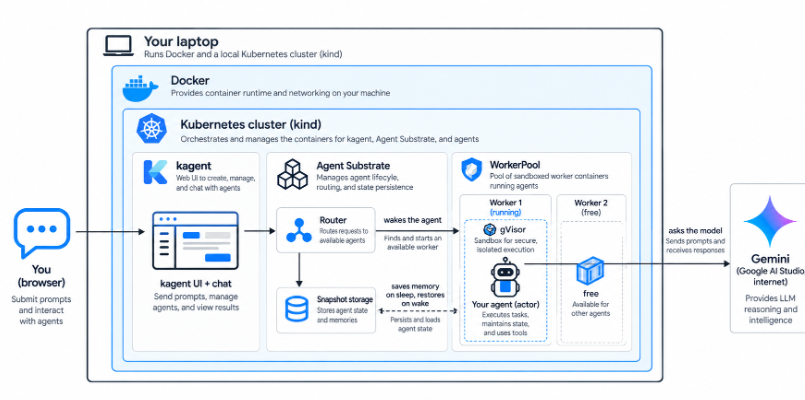 Your laptop
Runs Docker and a local Kubernetes cluster (kind)
Docker
Provides container runtime and networking on your machine
Kubernetes cluster (kind)
Orchestrates and manages the containers for kagent, Agent Substrate, and agents
kagent
Web UI to create, manage,
and chat with agents
Agent Substrate
Manages agent lifecyle,
routing, and state persistence
WorkerPool
Pool of sandboxed worker containers
running agents
You
(browser)
Submit prompts
and interact
with agents
kagent UI + chat
Send prompts, manage
agents, and view results
Router
Routes requests to
available agents
wakes the agent
Finds and starts an
available worker
Snapshot storage
Stores agent state
and memories
saves memory
on sleep, restores
on wake
Persists and loads
agent state
Worker 1
(running)
gVisor
Sandbox for secure,
isolated execution
Your agent (actor)
Executes tasks,
maintains state,
and uses tools
Worker 2
(free)
free
Available for
other agents
asks the model
Sends prompts and
receives responses
Gemini
(Google AI Studio
internet)
Provides LLM
reasoning and
intelligence